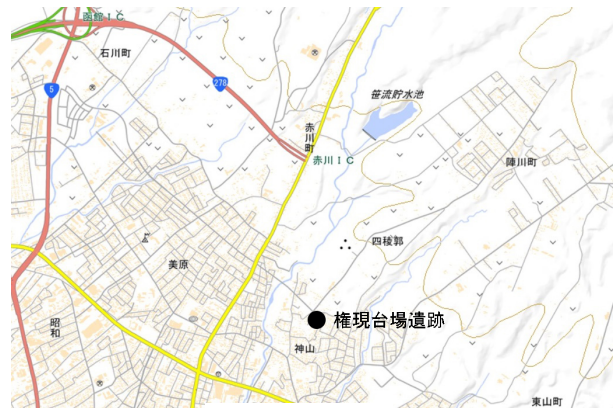 函館IC
石川町
278
5
笹流貯水池
赤川町
赤川IC
陣川町
四稜郭
美原
権現台場遺跡
昭和
神山
東山町